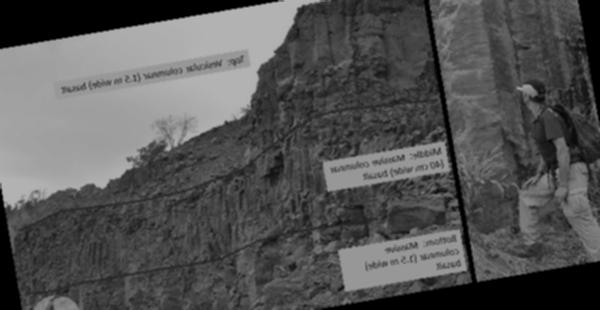 Top: Vesicular columnar (1.5 m wide)
basalt
Middle: Massive columnar
(40 cm wide) basalt
Bottom: Massive
columnar (1.5 m wide)
basalt